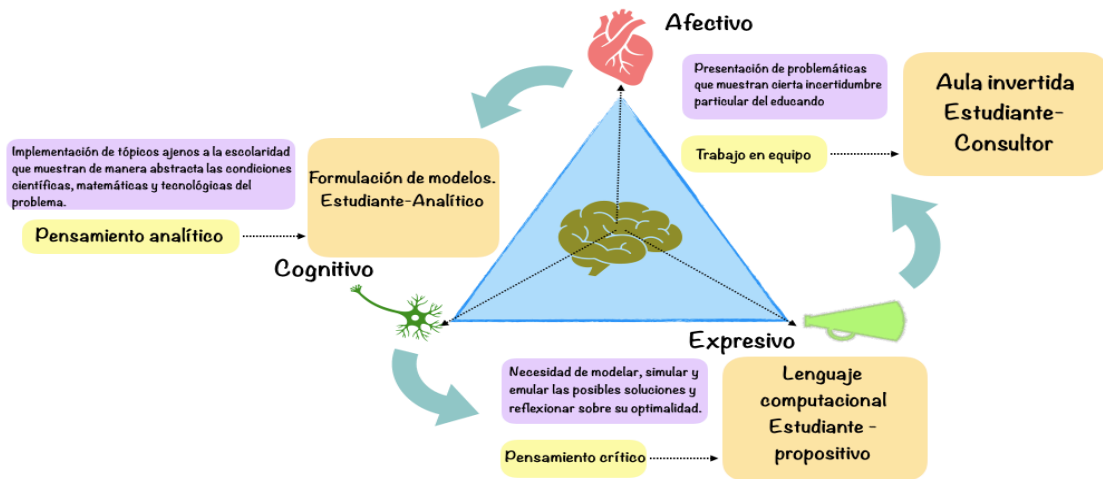 Afectivo
Presentación de problemáticas
que muestran cierta incertidumbre
particular del educando
Trabajo en equipo
Aula invertida
Estudiante-
Consultor
Implementación de tópicos ajenos a la escolaridad
que muestran de manera abstracta las condiciones
científicas, matemáticas y tecnológicas del
problema.
Pensamiento analítico
Formulación de modelos.
Estudiante-Analítico
Cognitivo
Expresivo
Necesidad de modelar, simular y
emular las posibles soluciones y
reflexionar sobre su optimalidad.
Pensamiento crítico
Lenguaje
computacional
Estudiante -
propositivo